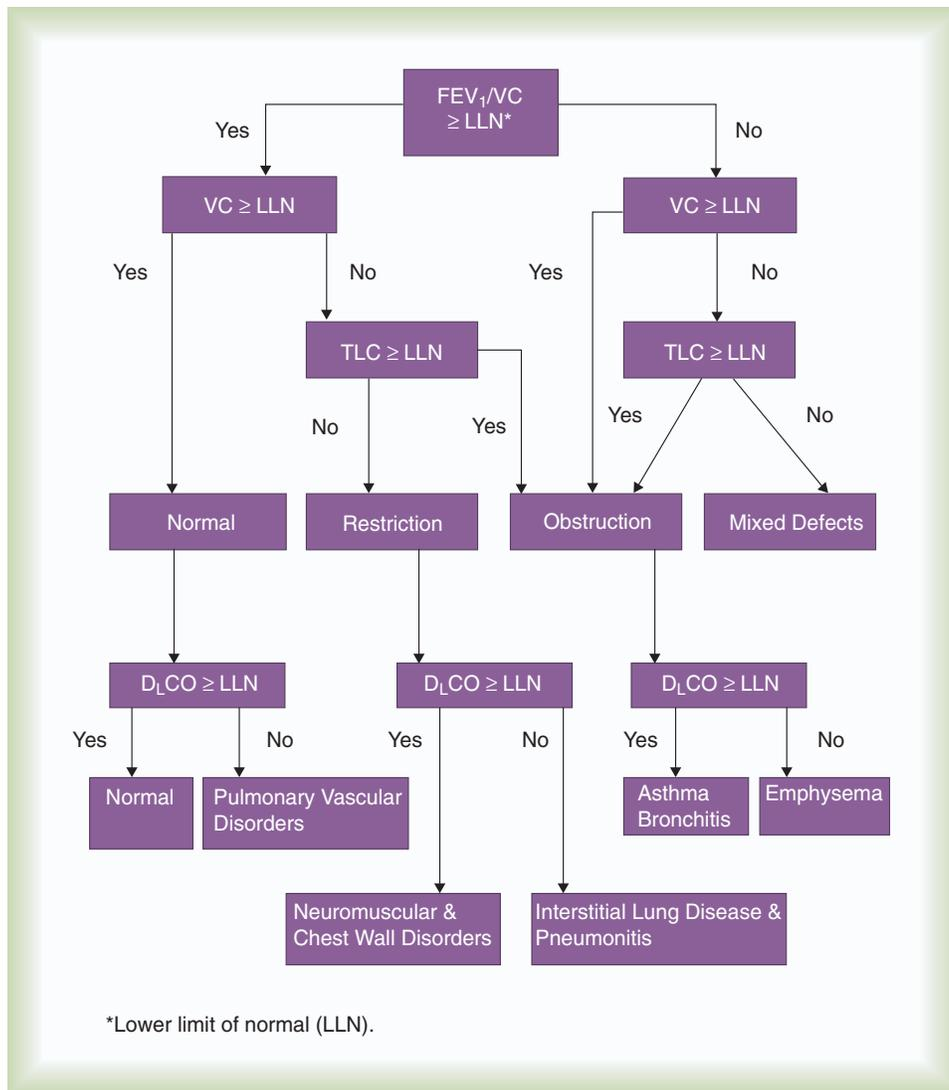 FEV₁/VC
≥ LLN*
Yes
No
VC ≥ LLN
VC ≥ LLN
Yes
No
Yes
No
TLC ≥ LLN
TLC ≥ LLN
No
Yes
Yes
No
Normal
Restriction
Obstruction
Mixed Defects
DLCO ≥ LLN
DLCO ≥ LLN
DLCO ≥ LLN
Yes
No
Yes
No
Yes
No
Normal
Pulmonary Vascular
Disorders
Asthma
Bronchitis
Emphysema
Neuromuscular &
Chest Wall Disorders
Interstitial Lung Disease &
Pneumonitis
*Lower limit of normal (LLN).